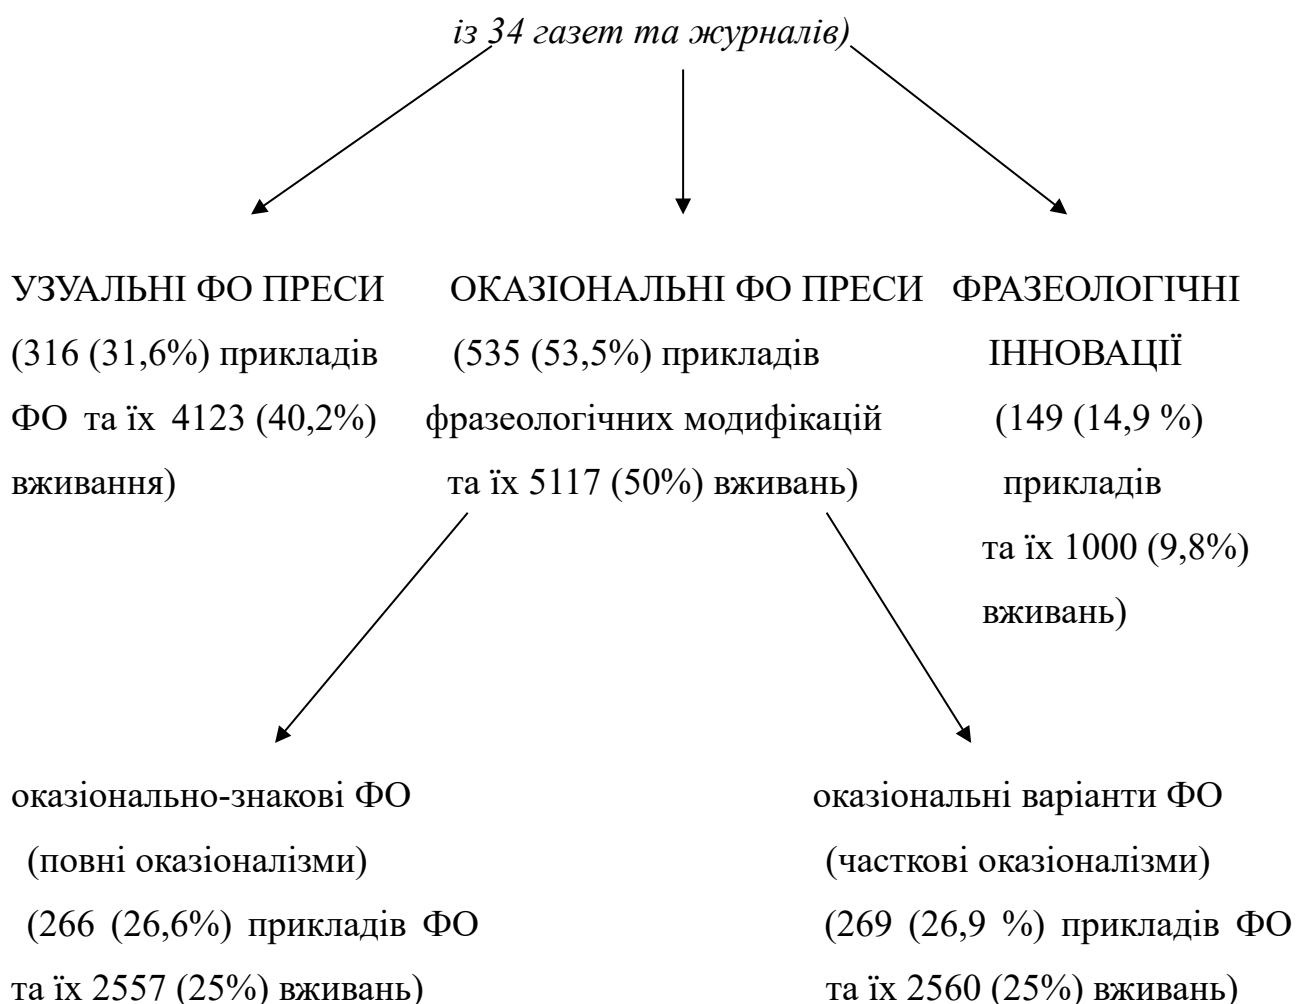 із 34 газет та журналів)
УЗУАЛЬНІ ФО ПРЕСИ
(316 (31,6%) прикладів
ФО та їх 4123 (40,2%)
вживання)
ОКАЗІОНАЛЬНІ ФО ПРЕСИ
(535 (53,5%) прикладів
фразеологічних модифікацій
та їх 5117 (50%) вживань)
ФРАЗЕОЛОГІЧНІ
ІННОВАЦІЇ
(149 (14,9 %)
прикладів
та їх 1000 (9,8%)
вживань)
оказіонально-знакові ФО
(повні оказіоналізми)
(266 (26,6%) прикладів ФО
та їх 2557 (25%) вживань)
оказіональні варіанти ФО
(часткові оказіоналізми)
(269 (26,9 %) прикладів ФО
та їх 2560 (25%) вживань)